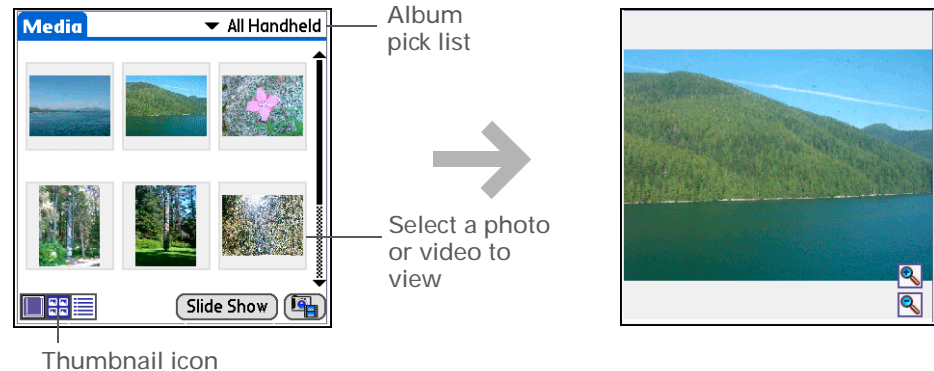 Media
All Handheld
Album
pick list
Select a photo
or video to
view
Slide Show
Thumbnail icon